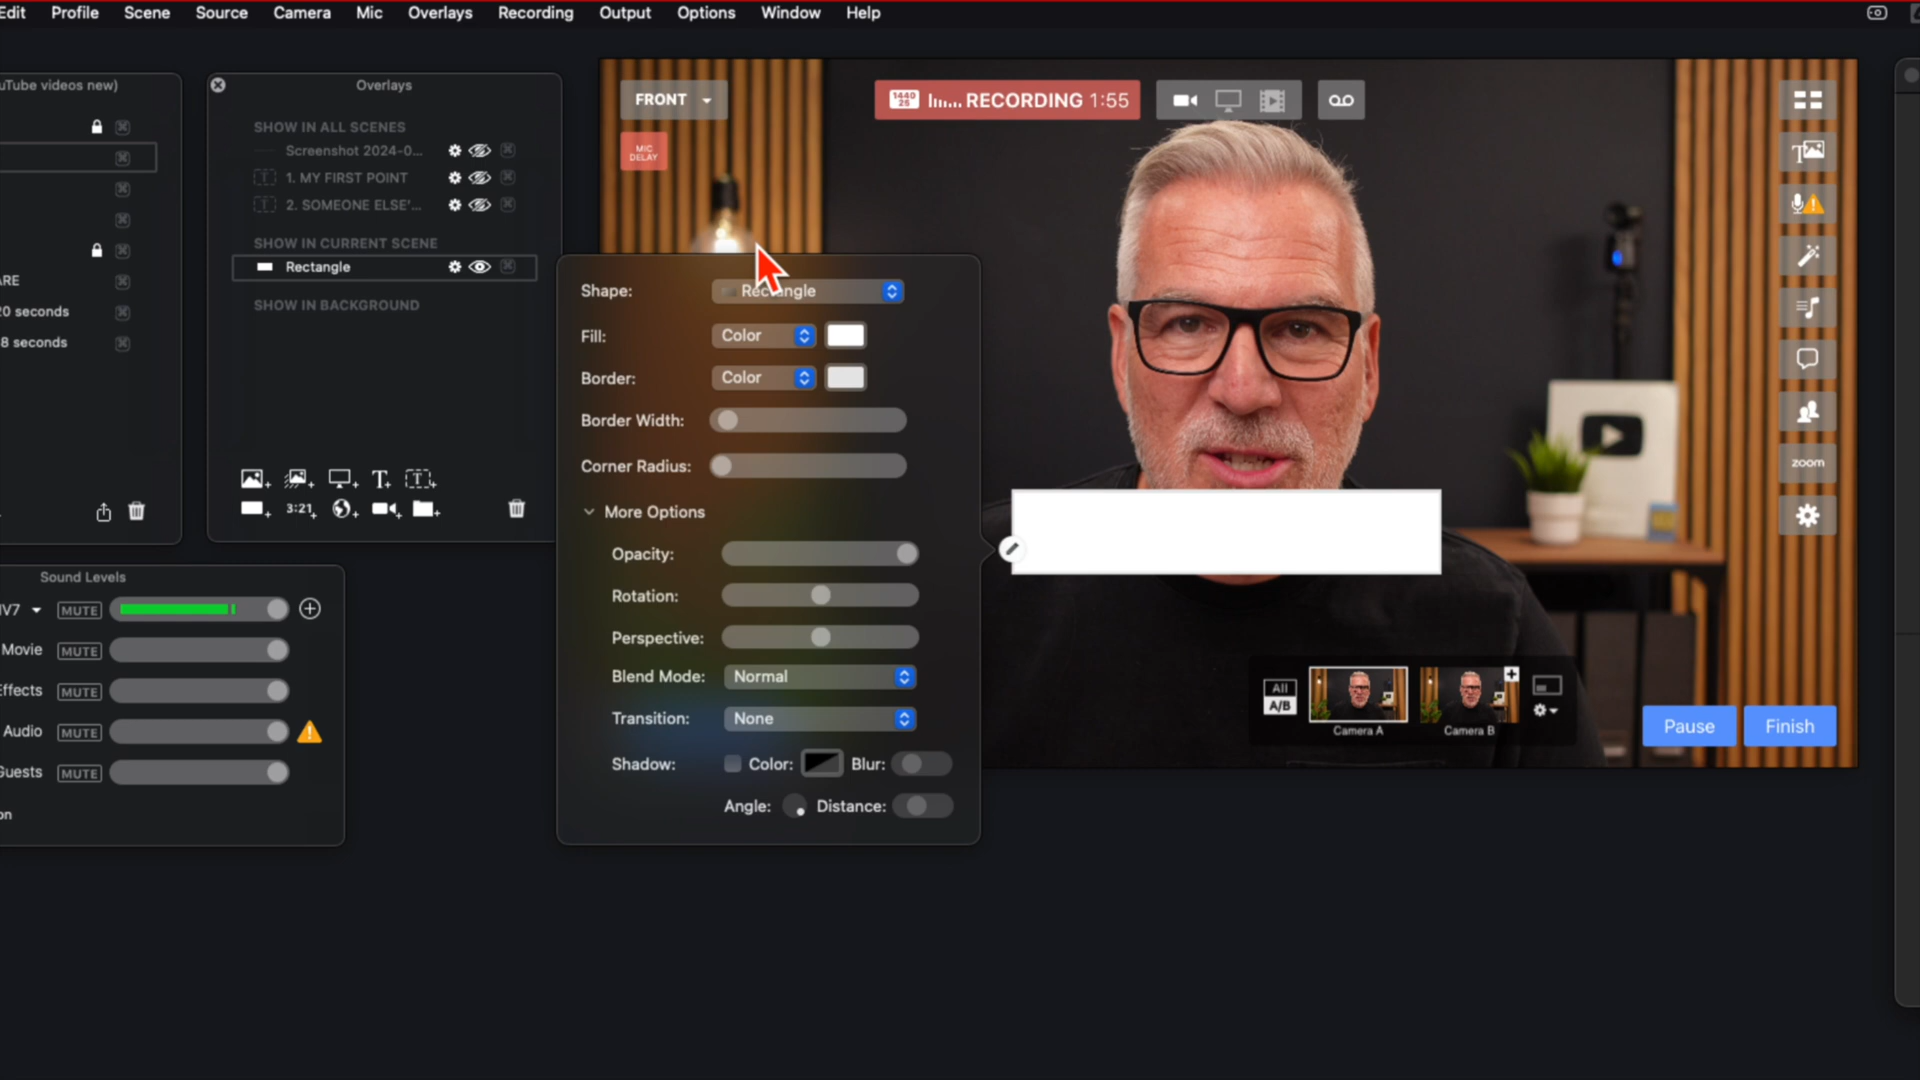 Edit Profile Scene Source Camera Mic Overlays Recording Output Options Window Help
uTube videos new)
ARE
20 seconds
8 seconds
Overlays
SHOW IN ALL SCENES
Screenshot 2024-0...
1. MY FIRST POINT
2. SOMEONE ELSE'...
SHOW IN CURRENT SCENE
Rectangle
SHOW IN BACKGROUND
T
T
3:21
Sound Levels
V7 MUTE
Movie MUTE
Effects MUTE
Audio MUTE
Guests MUTE
on
FRONT
1440
25
RECORDING 1:55
MIC
DELAY
Shape: Rectangle
Fill: Color
Border: Color
Border Width:
Corner Radius:
More Options
Opacity:
Rotation:
Perspective:
Blend Mode: Normal
Transition: None
Shadow: Color: Blur:
Angle: Distance:
T
zoom
All
A/B
Camera A Camera B
Pause Finish